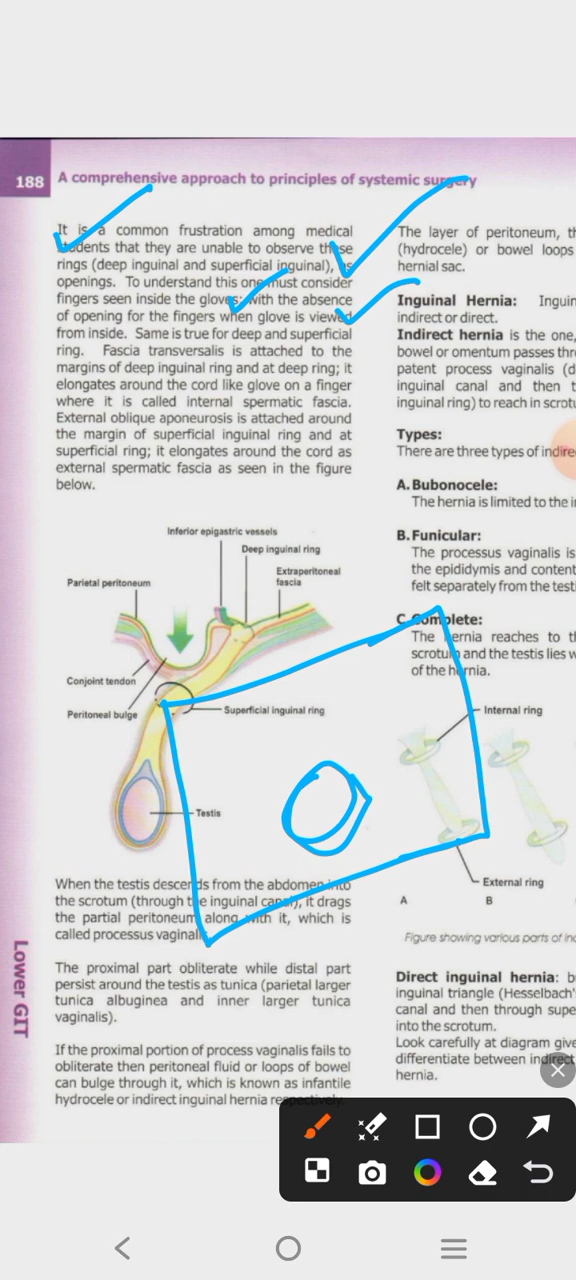 188
A comprehensive approach to principles of systemic surgery
It is a common frustration among medical
students that they are unable to observe these
rings (deep inguinal and superficial inguinal), as
openings. To understand this one must consider
fingers seen inside the gloves; with the absence
of opening for the fingers when glove is viewed
from inside. Same is true for deep and superficial
ring. Fascia transversalis is attached to the
margins of deep inguinal ring and at deep ring; it
elongates around the cord like glove on a finger
where it is called internal spermatic fascia.
External oblique aponeurosis is attached around
the margin of superficial inguinal ring and at
superficial ring; it elongates around the cord as
external spermatic fascia as seen in the figure
below.
Inferior epigastric vessels
Deep inguinal ring
Extraperitoneal
fascia
Parietal peritoneum
Conjoint tendon
Peritoneal bulge
Superficial inguinal ring
Testis
When the testis descends from the abdomen into
the scrotum (through the inguinal canal), it drags
the partial peritoneum along with it, which is
called processus vaginalis.
The proximal part obliterate while distal part
persist around the testis as tunica (parietal larger
tunica albuginea and inner larger tunica
vaginalis).
If the proximal portion of process vaginalis fails to
obliterate then peritoneal fluid or loops of bowel
can bulge through it, which is known as infantile
hydrocele or indirect inguinal hernia respectively.
The layer of peritoneum,
(hydrocele) or bowel loops
hernial sac.
Inguinal Hernia:
indirect or direct.
Indirect hernia is the one,
bowel or omentum passes
patent process vaginalis
inguinal canal and then
inguinal ring) to reach in
Types:
There are three types of
A. Bubonocele:
The hernia is limited to the
B. Funicular:
The processus vaginalis is
the epididymis and content
felt separately from the
C. Complete:
The hernia reaches to
scrotum and the testis lies
of the hernia.
Internal ring
External ring
A
B
Figure showing various parts of
Direct inguinal hernia:
inguinal triangle (Hesselbach's
canal and then through
into the scrotum.
Look carefully at diagram
differentiate between indirect
hernia.
Lower GIT